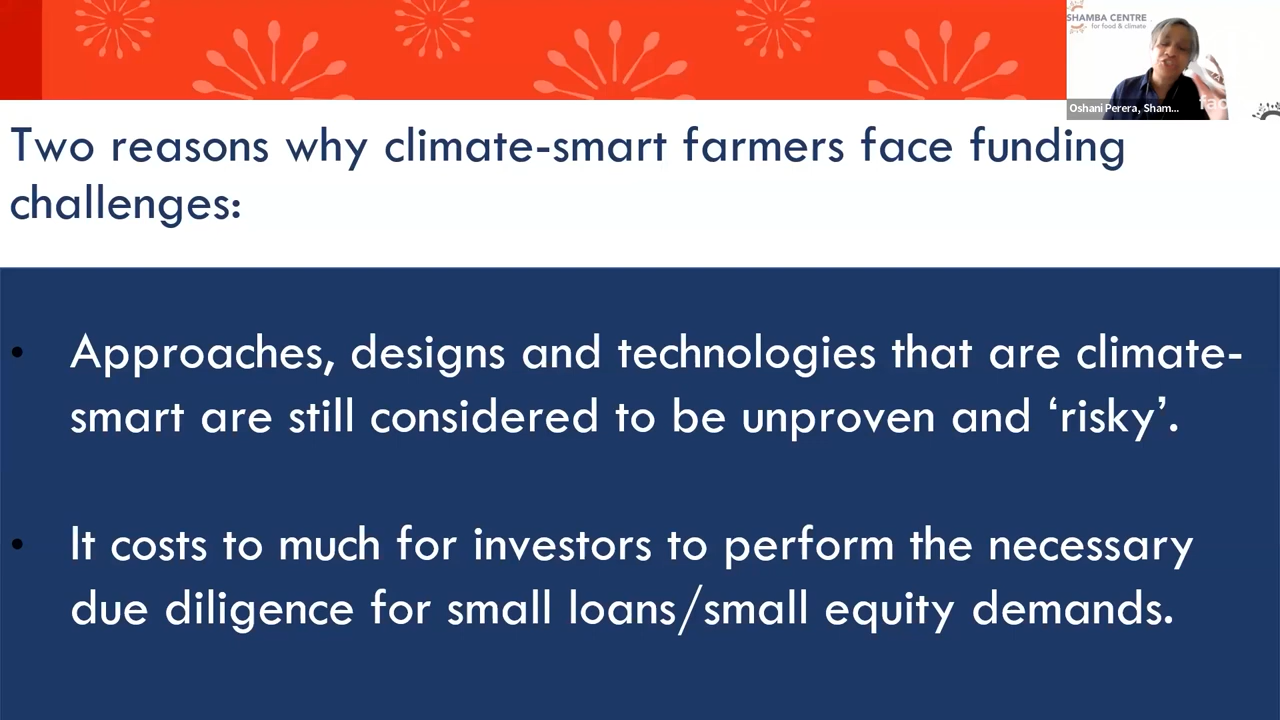 SHAMBA CENTRE
for food & climate
Oshani Perera, Sham...
Two reasons why climate-smart farmers face funding
challenges:
• Approaches, designs and technologies that are climate-
smart are still considered to be unproven and ‘risky’.
• It costs to much for investors to perform the necessary
due diligence for small loans/small equity demands.